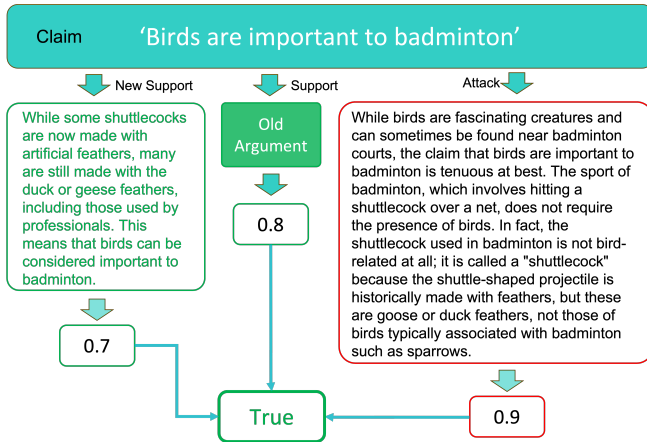 Claim
'Birds are important to badminton'
New Support
Support
Attack
While some shuttlecocks
are now made with
artificial feathers, many
are still made with the
duck or geese feathers,
including those used by
professionals. This
means that birds can be
considered important to
badminton.
0.7
Old
Argument
0.8
While birds are fascinating creatures and
can sometimes be found near badminton
courts, the claim that birds are important to
badminton is tenuous at best. The sport of
badminton, which involves hitting a
shuttlecock over a net, does not require
the presence of birds. In fact, the
shuttlecock used in badminton is not bird-
related at all; it is called a "shuttlecock"
because the shuttle-shaped projectile is
historically made with feathers, but these
are goose or duck feathers, not those of
birds typically associated with badminton
such as sparrows.
0.9
True